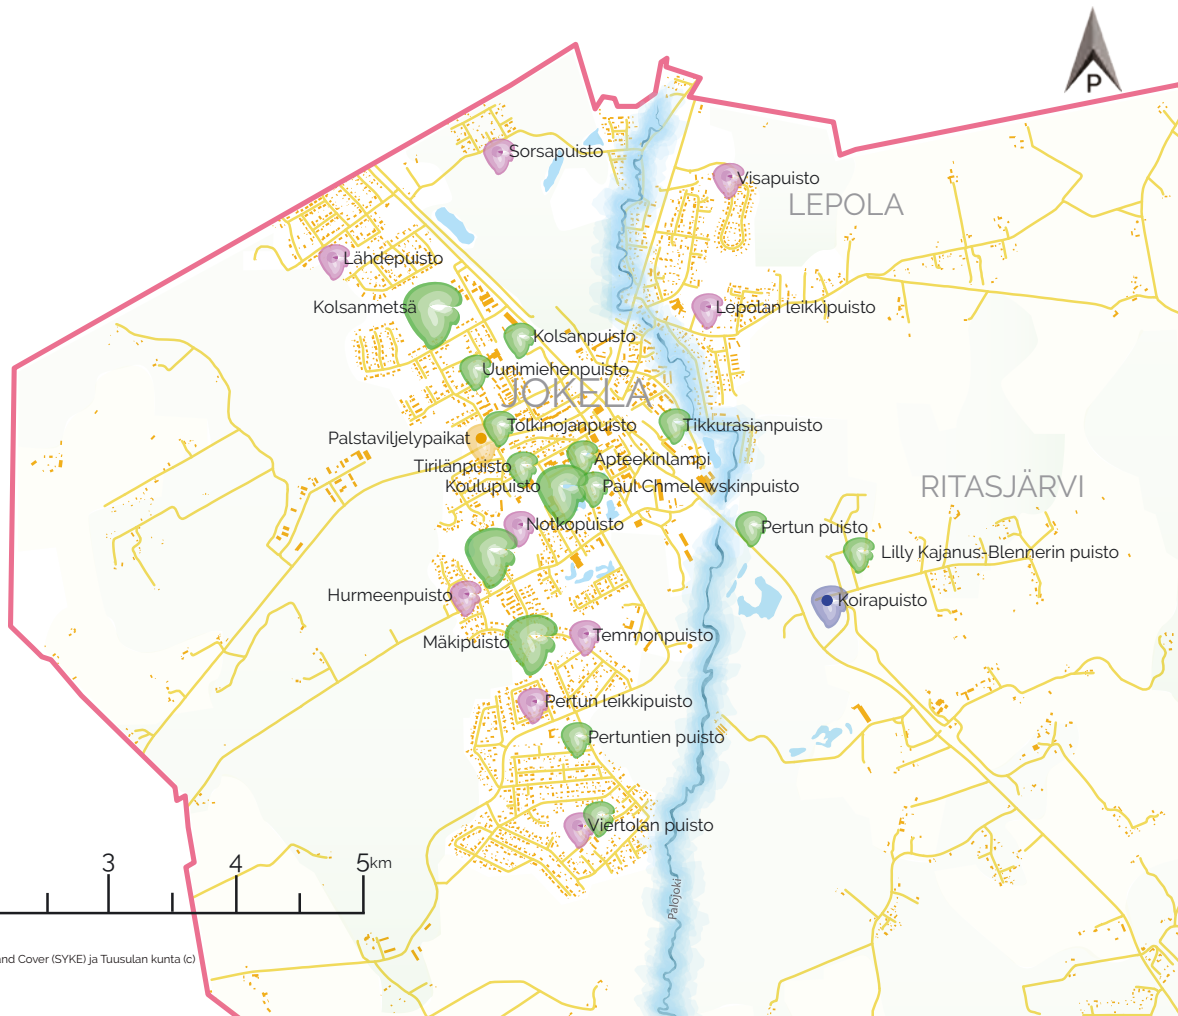 P
Sorsapuisto
Visapuisto
LEPOLA
Lähdepuisto
Kolsanmetsä
Lepolan leikkipuisto
Kolsanpuisto
Uunimiehenpuisto
JOKELA
Tolkinojanpuisto
Tikkurasianpuisto
Palstaviljelypaikat
Apteekinlampi
Tirilänpuisto
Koulupuisto
Paul Chmelewskinpuisto
RITASJÄRVI
Notkopuisto
Pertun puisto
Lilly Kajanus-Blennerin puisto
Hurmeenpuisto
Koirapuisto
Mäkipuisto
Temmonpuisto
Pertun leikkipuisto
Pertuntien puisto
Viertolan puisto
3 4 5km
Palojoki
and Cover (SYKE) ja Tuusulan kunta (c)